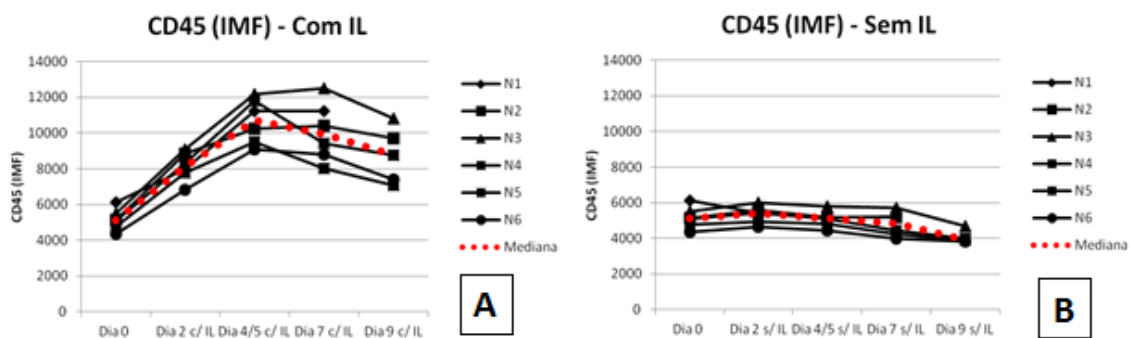 CD45 (IMF) - Com IL
CD45 (IMF)
14000
12000
10000
8000
6000
4000
2000
0
Dia 0 Dia 2 c/ IL Dia 4/5 c/ IL Dia 7 c/ IL Dia 9 c/ IL
N1
N2
N3
N4
N5
N6
Mediana
A
CD45 (IMF) - Sem IL
CD45 (IMF)
14000
12000
10000
8000
6000
4000
2000
0
Dia 0 Dia 2 s/ IL Dia 4/5 s/ IL Dia 7 s/ IL Dia 9 s/ IL
N1
N2
N3
N4
N5
N6
Mediana
B